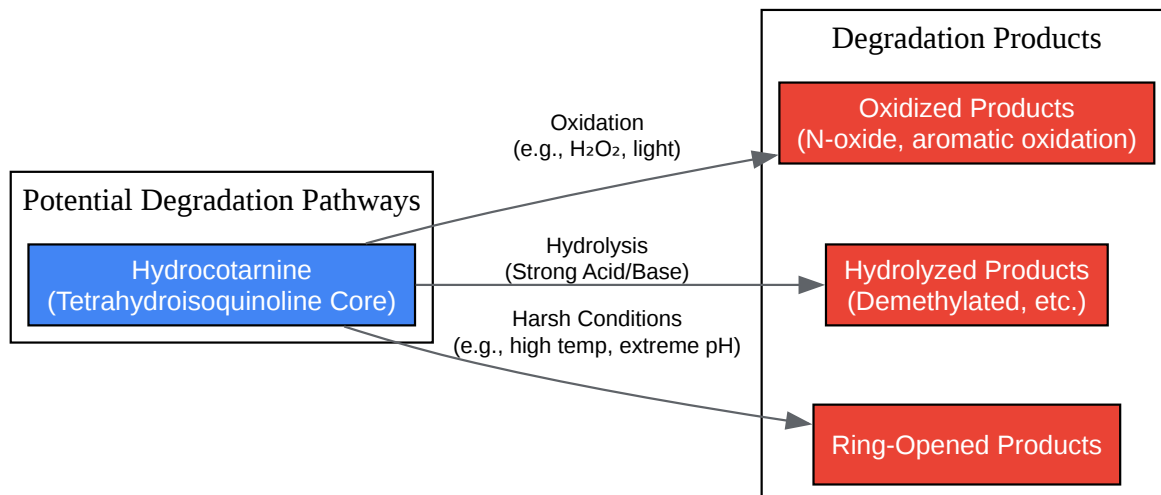 Potential Degradation Pathways
Hydrocotarnine
(Tetrahydroisoquinoline Core)
Oxidation
(e.g., H₂O₂, light)
Hydrolysis
(Strong Acid/Base)
Harsh Conditions
(e.g., high temp, extreme pH)
Degradation Products
Oxidized Products
(N-oxide, aromatic oxidation)
Hydrolyzed Products
(Demethylated, etc.)
Ring-Opened Products